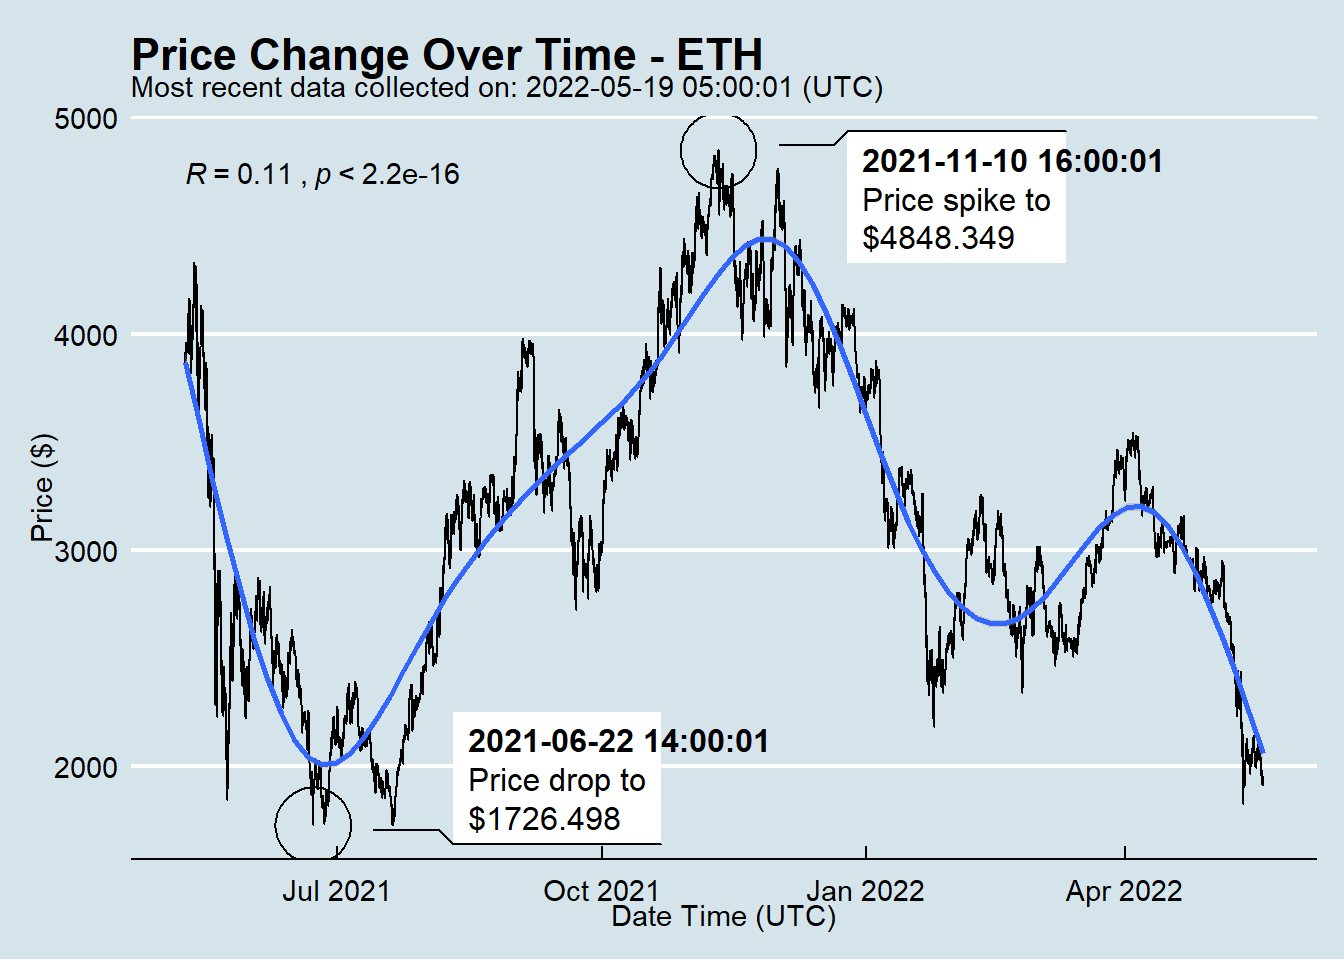 Price Change Over Time - ETH
Most recent data collected on: 2022-05-19 05:00:01 (UTC)
5000
R = 0.11 , p < 2.2e-16
2021-11-10 16:00:01
Price spike to
$4848.349
4000
Price ($)
3000
2021-06-22 14:00:01
Price drop to
$1726.498
2000
Jul 2021
Oct 2021
Jan 2022
Apr 2022
Date Time (UTC)